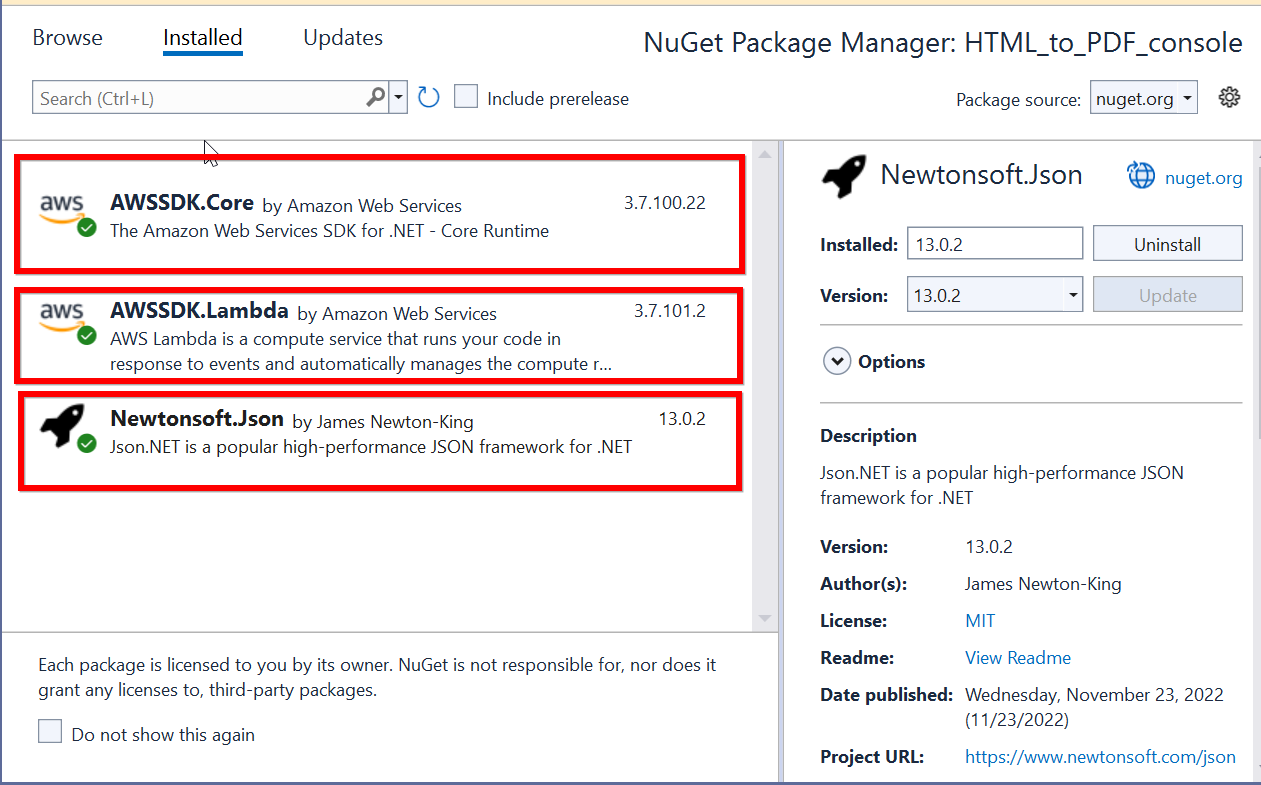 Browse Installed Updates
NuGet Package Manager: HTML_to_PDF_console
Search (Ctrl+L)
Include prerelease
Package source: nuget.org
aws
AWSSDK.Core by Amazon Web Services 3.7.100.22
The Amazon Web Services SDK for .NET - Core Runtime
aws
AWSSDK.Lambda by Amazon Web Services 3.7.101.2
AWS Lambda is a compute service that runs your code in
response to events and automatically manages the compute r...
Newtonsoft.Json by James Newton-King 13.0.2
Json.NET is a popular high-performance JSON framework for .NET
Each package is licensed to you by its owner. NuGet is not responsible for, nor does it
grant any licenses to, third-party packages.
Do not show this again
Newtonsoft.Json nuget.org
Installed: 13.0.2 Uninstall
Version: 13.0.2 Update
Options
Description
Json.NET is a popular high-performance JSON
framework for .NET
Version: 13.0.2
Author(s): James Newton-King
License: MIT
Readme: View Readme
Date published: Wednesday, November 23, 2022
(11/23/2022)
Project URL: https://www.newtonsoft.com/json